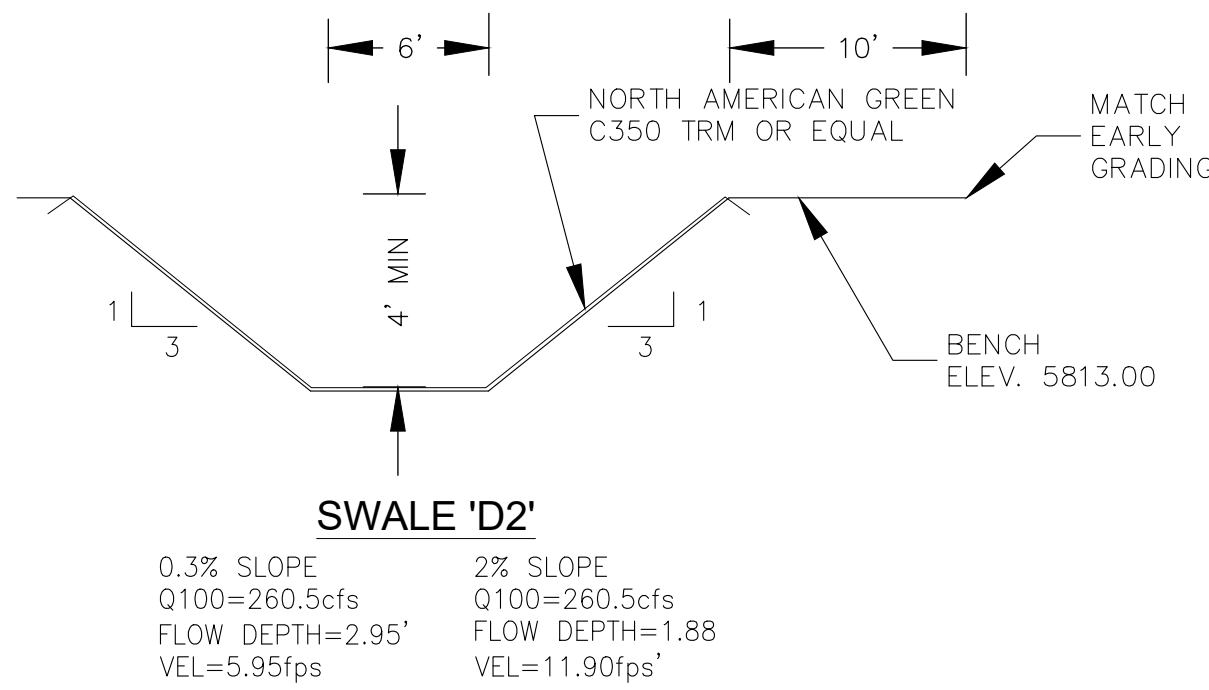 6'
10'
NORTH AMERICAN GREEN
C350 TRM OR EQUAL
MATCH
EARLY
GRADING
4' MIN
1
3
1
3
BENCH
ELEV. 5813.00
SWALE 'D2'
0.3% SLOPE
Q100=260.5cfs
FLOW DEPTH=2.95'
VEL=5.95fps
2% SLOPE
Q100=260.5cfs
FLOW DEPTH=1.88
VEL=11.90fps'